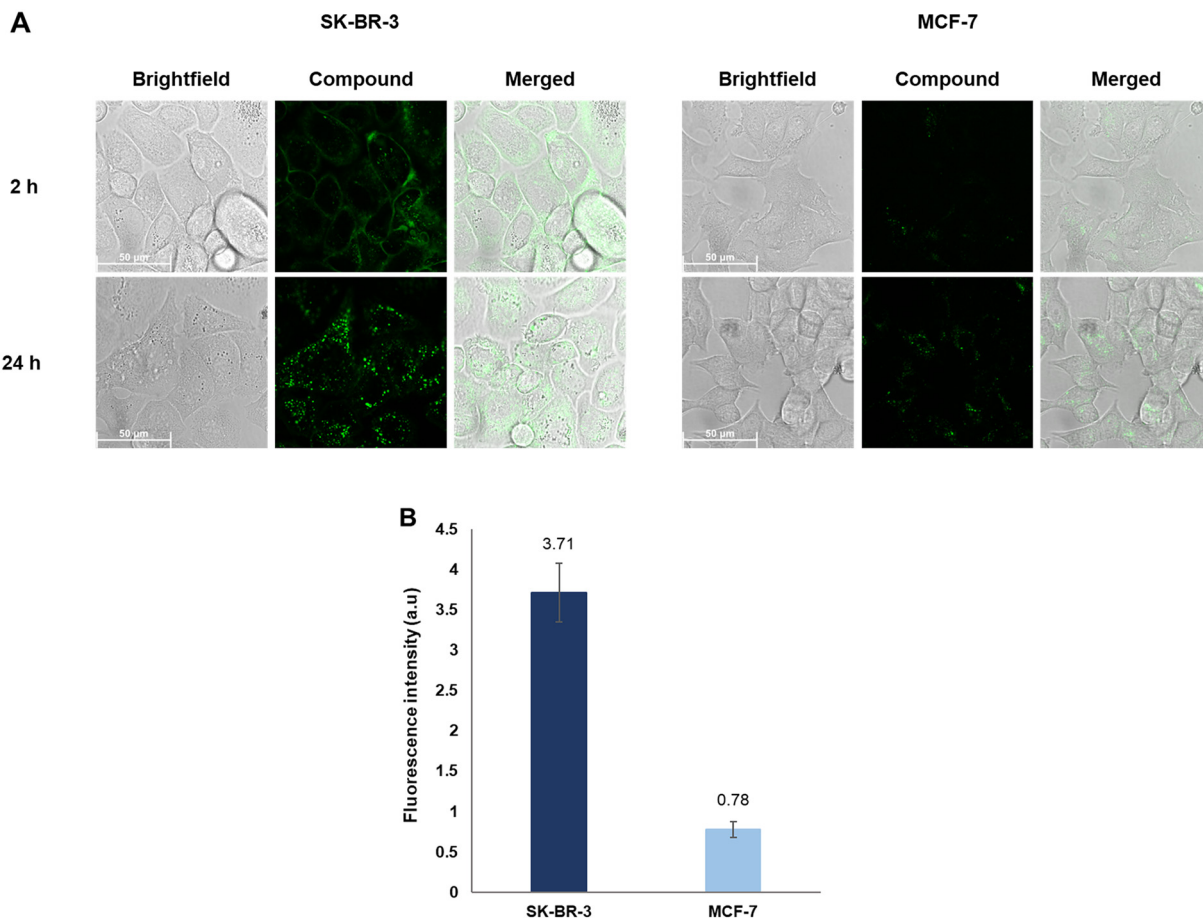 A
SK-BR-3 MCF-7
Brightfield Compound Merged Brightfield Compound Merged
2 h
50 µm 50 µm
24 h
50 µm 50 µm
B
Fluorescence intensity (a.u)
4.5
4
3.5
3
2.5
2
1.5
1
0.5
0
3.71
0.78
SK-BR-3 MCF-7